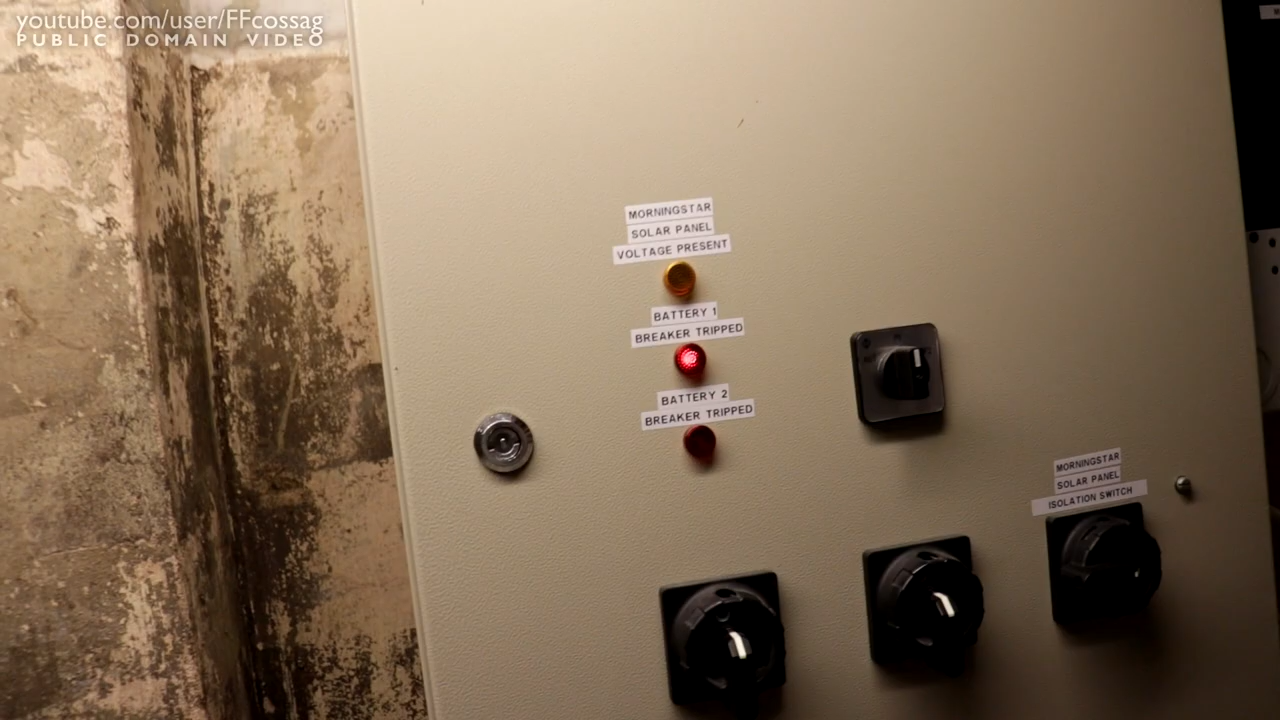 youtube.com/user/FFcossag
PUBLIC DOMAIN VIDEO
MORNINGSTAR
SOLAR PANEL
VOLTAGE PRESENT
BATTERY 1
BREAKER TRIPPED
BATTERY 2
BREAKER TRIPPED
MORNINGSTAR
SOLAR PANEL
ISOLATION SWITCH